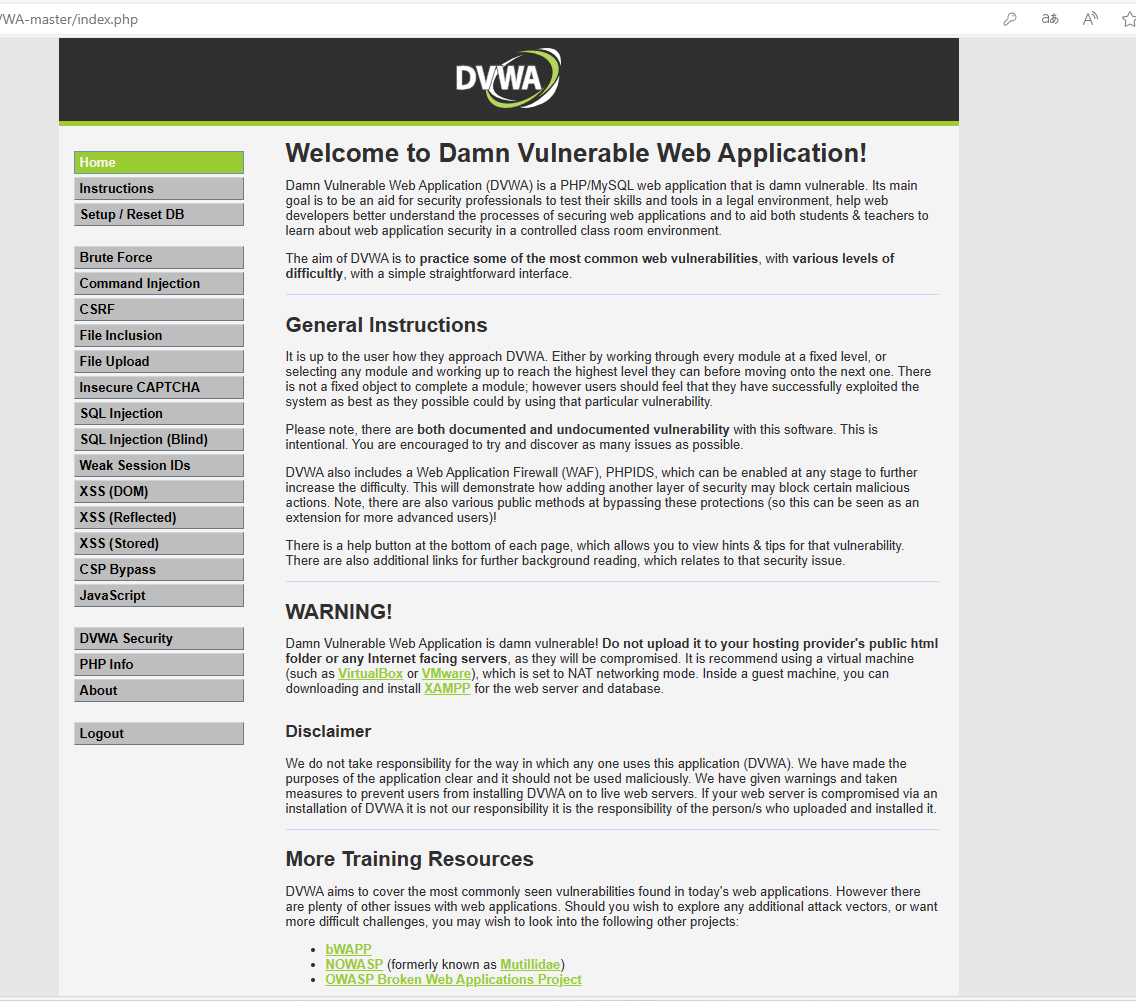 /WA-master/index.php
DVWA
Home
Instructions
Setup / Reset DB
Brute Force
Command Injection
CSRF
File Inclusion
File Upload
Insecure CAPTCHA
SQL Injection
SQL Injection (Blind)
Weak Session IDs
XSS (DOM)
XSS (Reflected)
XSS (Stored)
CSP Bypass
JavaScript
DVWA Security
PHP Info
About
Logout
Welcome to Damn Vulnerable Web Application!
Damn Vulnerable Web Application (DVWA) is a PHP/MySQL web application that is damn vulnerable. Its main
goal is to be an aid for security professionals to test their skills and tools in a legal environment, help web
developers better understand the processes of securing web applications and to aid both students & teachers to
learn about web application security in a controlled class room environment.
The aim of DVWA is to practice some of the most common web vulnerabilities, with various levels of
difficultly, with a simple straightforward interface.
General Instructions
It is up to the user how they approach DVWA. Either by working through every module at a fixed level, or
selecting any module and working up to reach the highest level they can before moving onto the next one. There
is not a fixed object to complete a module; however users should feel that they have successfully exploited the
system as best as they possible could by using that particular vulnerability.
Please note, there are both documented and undocumented vulnerability with this software. This is
intentional. You are encouraged to try and discover as many issues as possible.
DVWA also includes a Web Application Firewall (WAF), PHPIDS, which can be enabled at any stage to further
increase the difficulty. This will demonstrate how adding another layer of security may block certain malicious
actions. Note, there are also various public methods at bypassing these protections (so this can be seen as an
extension for more advanced users)!
There is a help button at the bottom of each page, which allows you to view hints & tips for that vulnerability.
There are also additional links for further background reading, which relates to that security issue.
WARNING!
Damn Vulnerable Web Application is damn vulnerable! Do not upload it to your hosting provider's public html
folder or any Internet facing servers, as they will be compromised. It is recommend using a virtual machine
(such as VirtualBox or VMware), which is set to NAT networking mode. Inside a guest machine, you can
downloading and install XAMPP for the web server and database.
Disclaimer
We do not take responsibility for the way in which any one uses this application (DVWA). We have made the
purposes of the application clear and it should not be used maliciously. We have given warnings and taken
measures to prevent users from installing DVWA on to live web servers. If your web server is compromised via an
installation of DVWA it is not our responsibility it is the responsibility of the person/s who uploaded and installed it.
More Training Resources
DVWA aims to cover the most commonly seen vulnerabilities found in today's web applications. However there
are plenty of other issues with web applications. Should you wish to explore any additional attack vectors, or want
more difficult challenges, you may wish to look into the following other projects:
• bWAPP
• NOWASP (formerly known as Mutillidae)
• OWASP Broken Web Applications Project